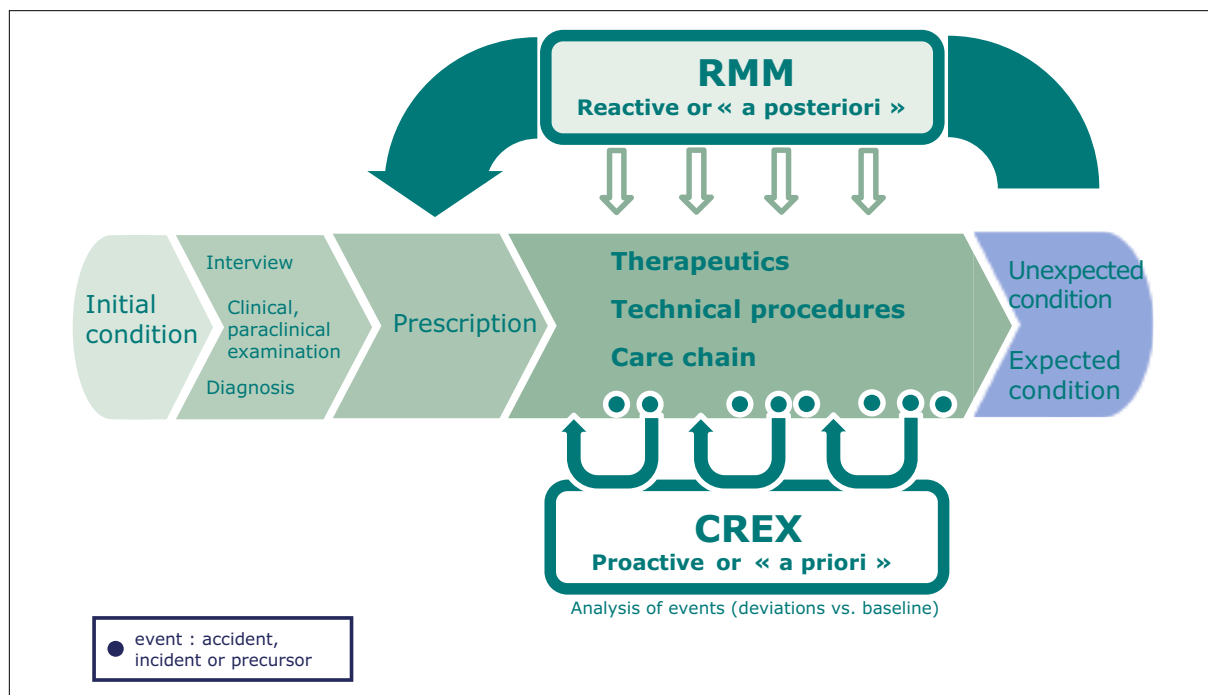 RMM
Reactive or « a posteriori »
Initial
condition
Interview
Clinical,
paraclinical
examination
Diagnosis
Prescription
Therapeutics
Technical procedures
Care chain
Unexpected
condition
Expected
condition
CREX
Proactive or « a priori »
Analysis of events (deviations vs. baseline)
event : accident,
incident or precursor